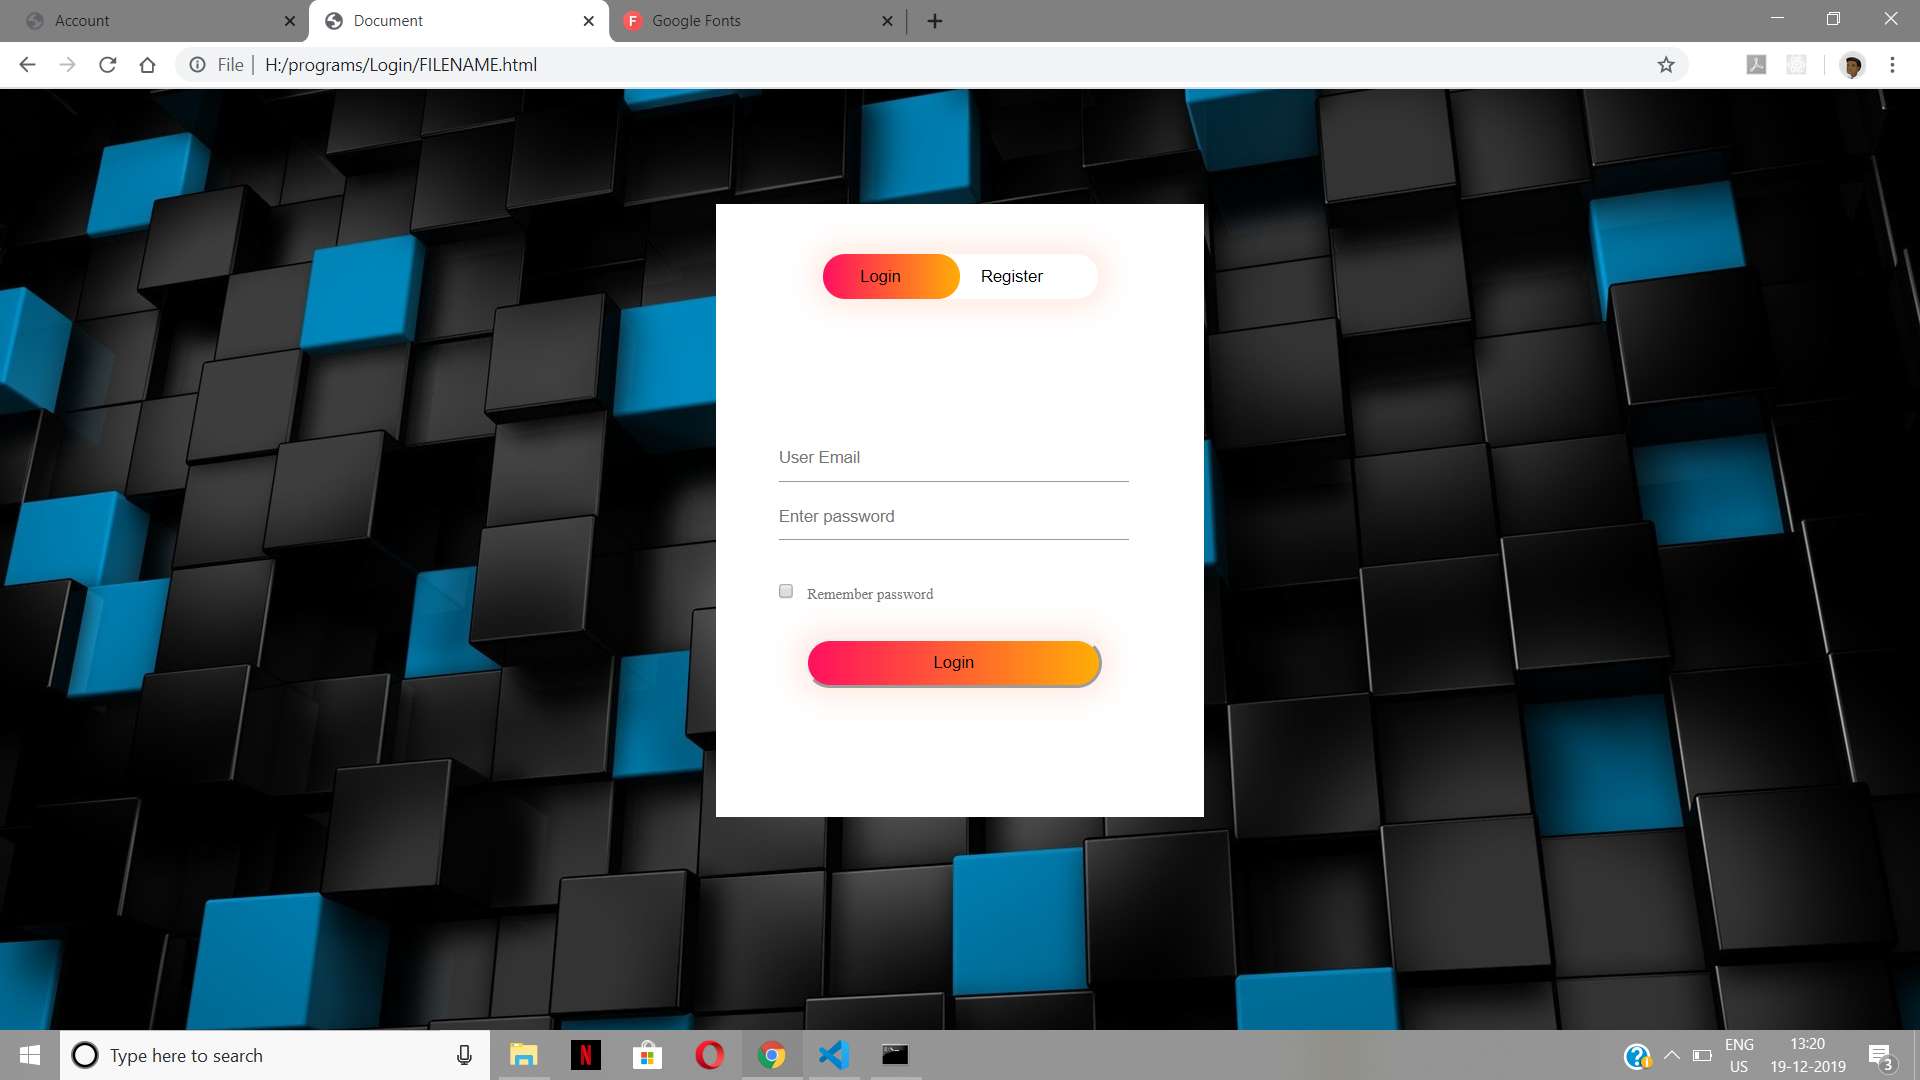 Account
Document
F Google Fonts
File H:/programs/Login/FILENAME.html
Login Register
User Email
Enter password
Remember password
Login
Type here to search
N
ENG
US
13:20
19-12-2019
3